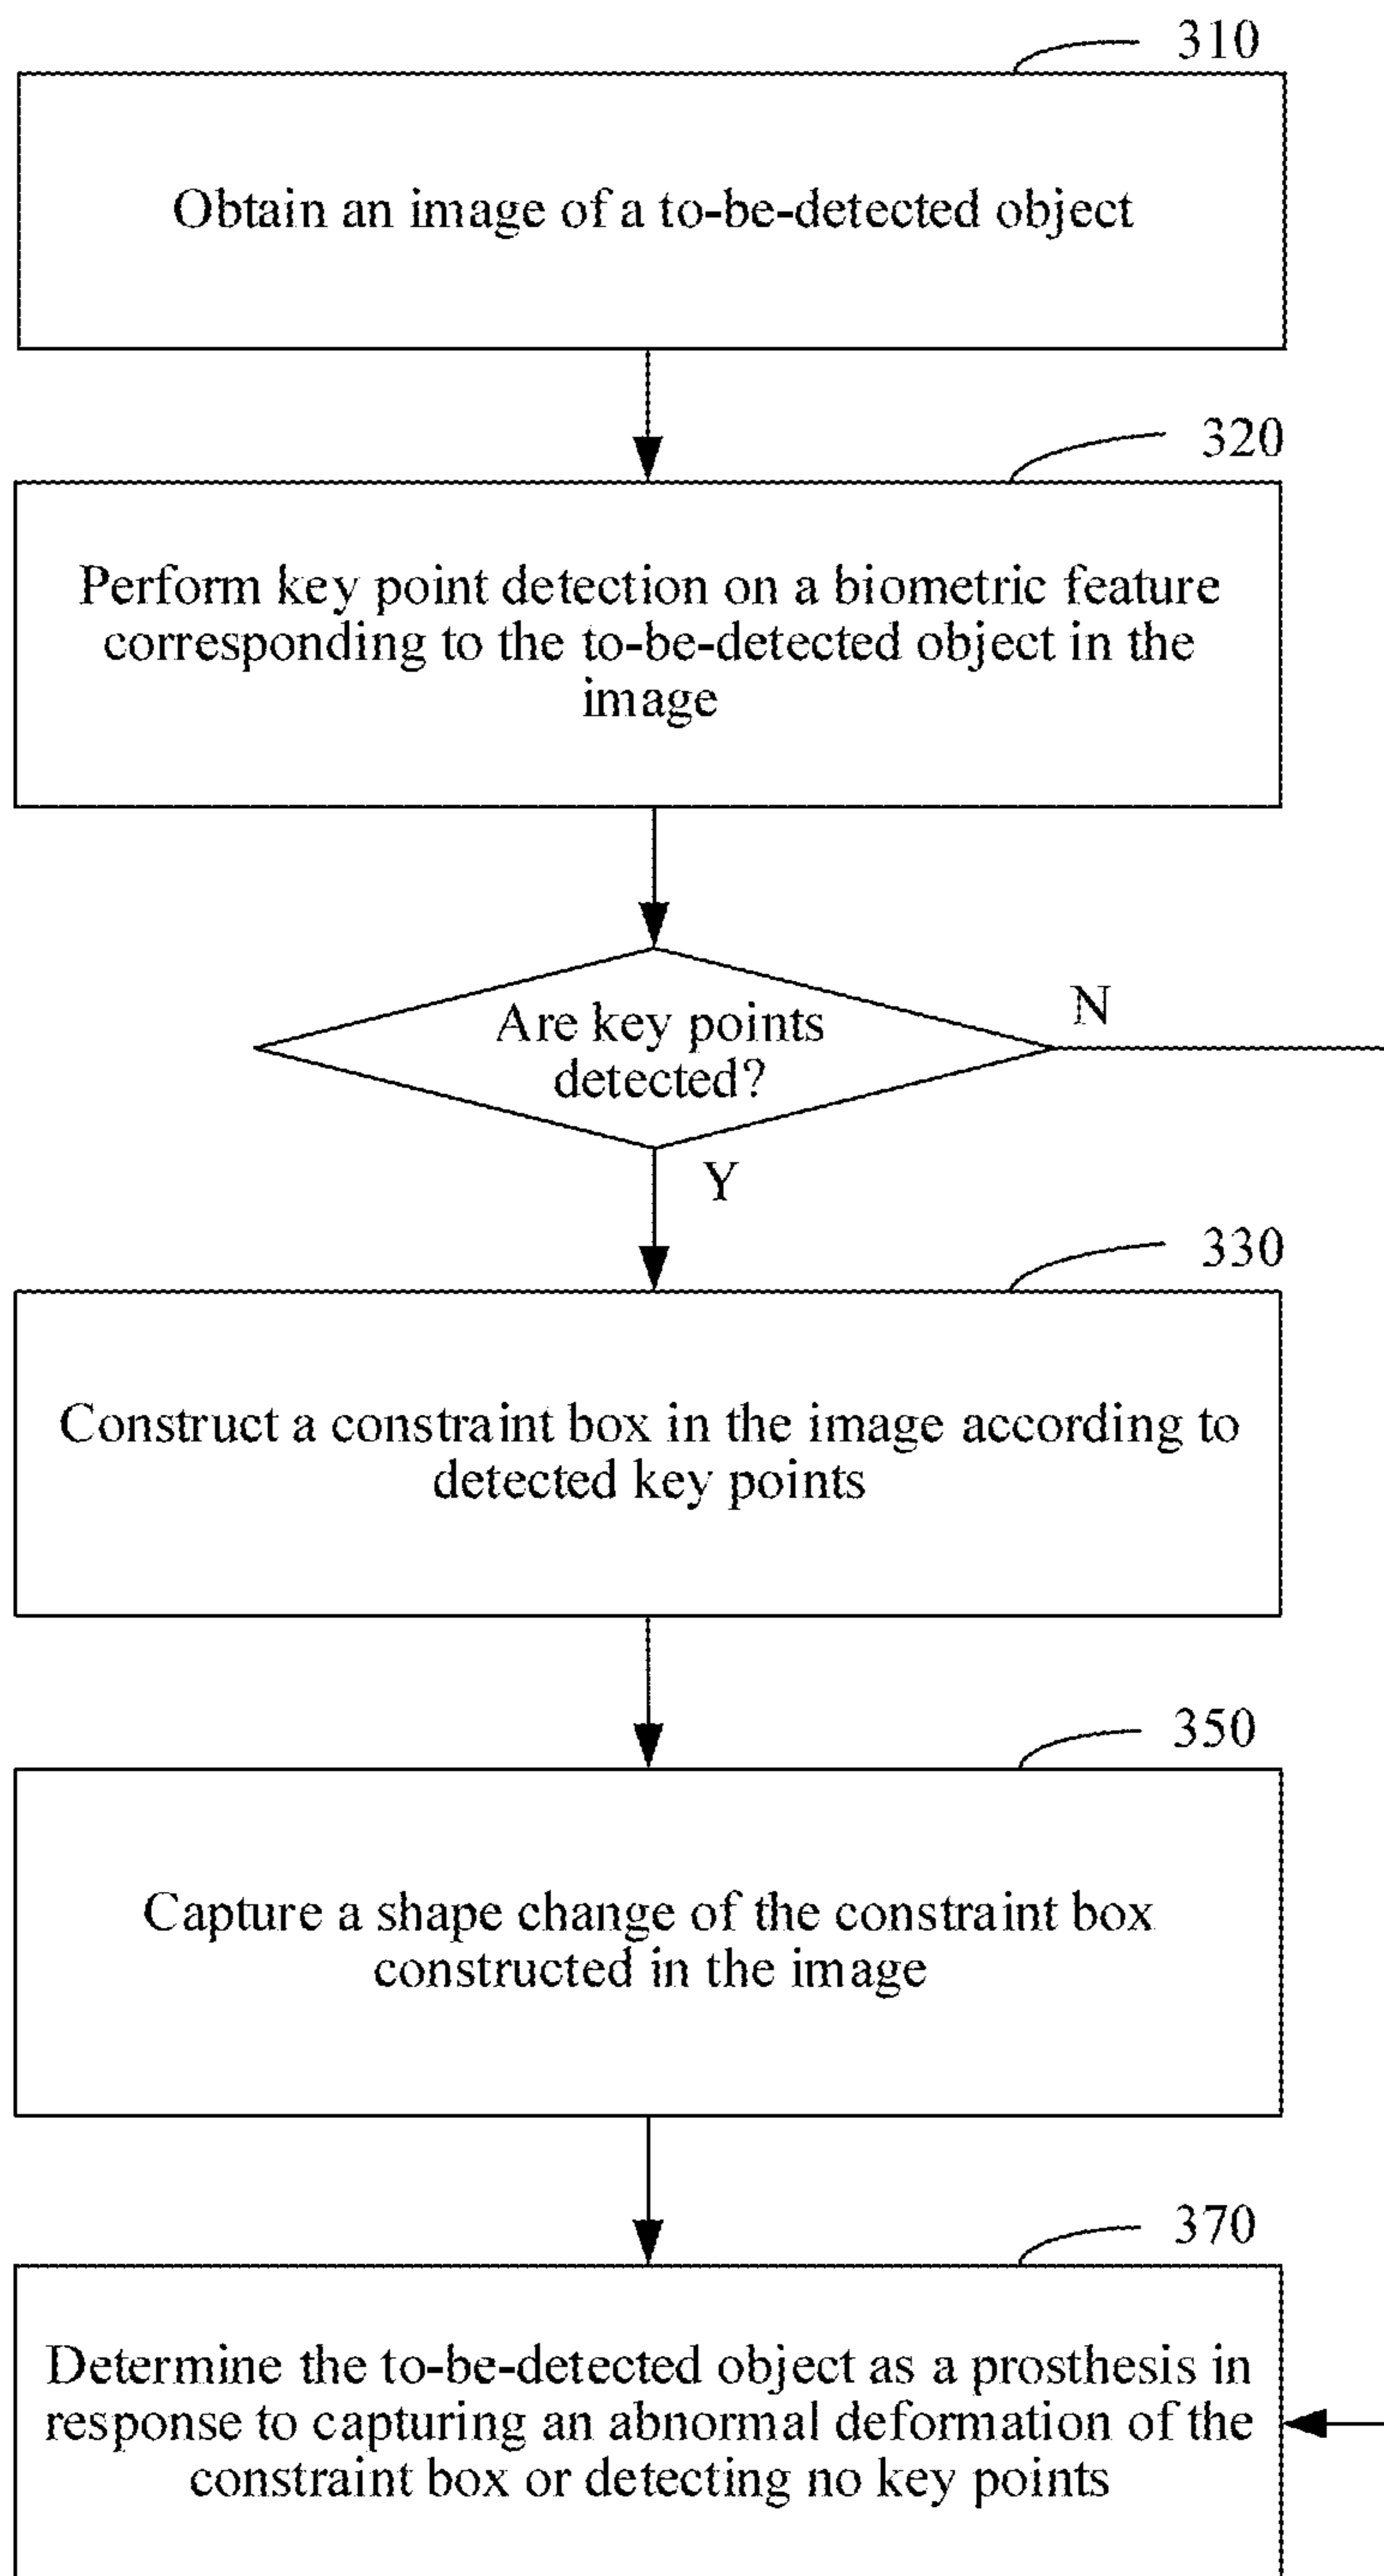 310
Obtain an image of a to-be-detected object
320
Perform key point detection on a biometric feature
corresponding to the to-be-detected object in the
image
Are key points
detected?
N
Y
330
Construct a constraint box in the image according to
detected key points
350
Capture a shape change of the constraint box
constructed in the image
370
Determine the to-be-detected object as a prosthesis in
response to capturing an abnormal deformation of the
constraint box or detecting no key points